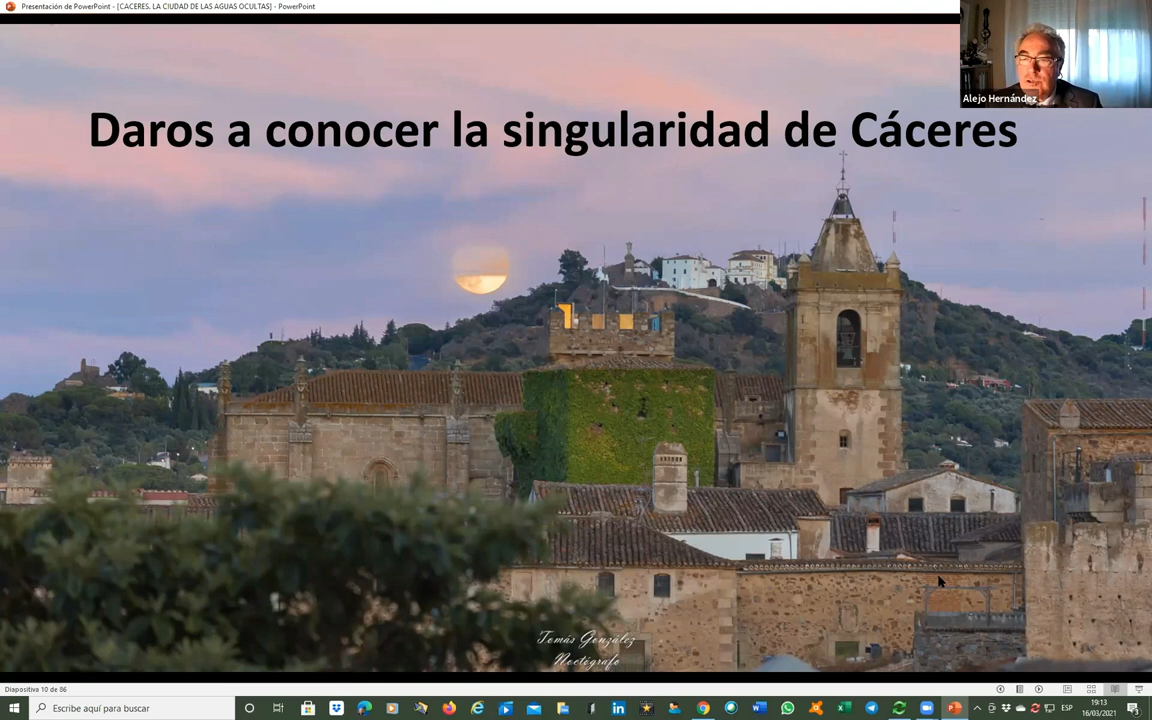 Presentación de PowerPoint - [CACERES. LA CIUDAD DE LAS AGUAS OCULTAS] - PowerPoint
Alejo Hernández
Daros a conocer la singularidad de Cáceres
Tomás González
Noctógrafo
Diapositiva 10 de 86
Escribe aquí para buscar
ESP
19:13
16/03/2021
3